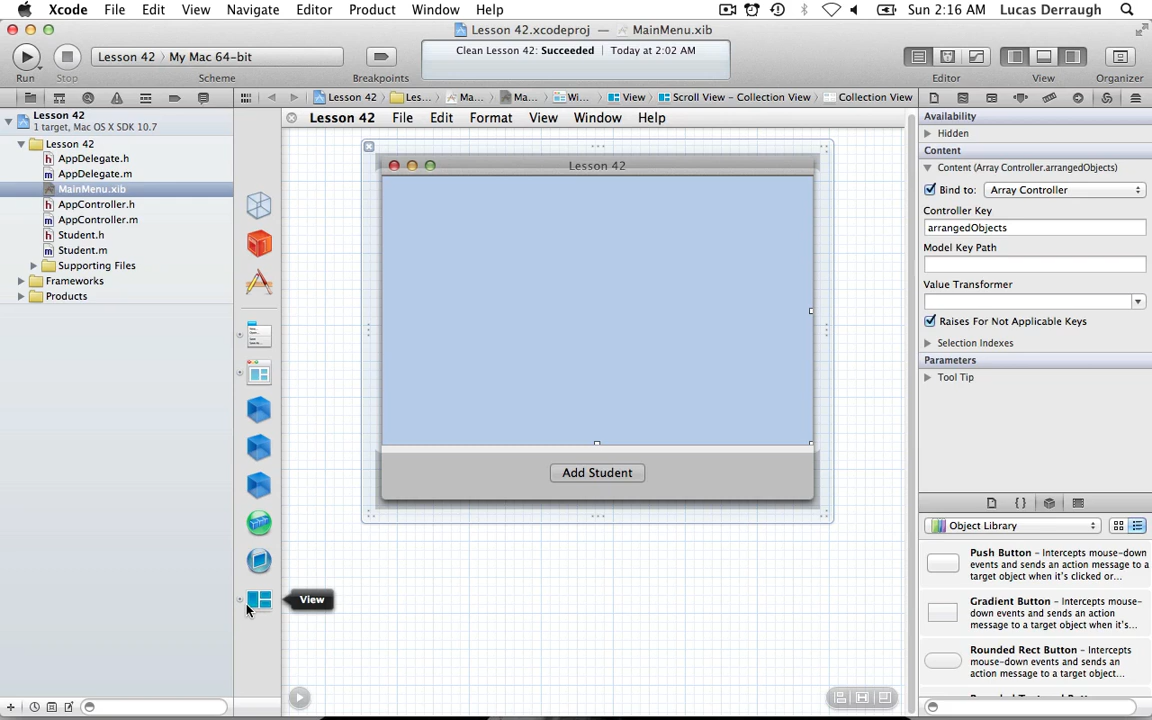 Xcode File Edit View Navigate Editor Product Window Help Sun 2:16 AM Lucas Derraugh
Lesson 42.xcodeproj — MainMenu.xib
Lesson 42 > My Mac 64-bit
Clean Lesson 42: Succeeded | Today at 2:02 AM
Run Stop Scheme Breakpoints Editor View Organizer
Lesson 42 Les... Ma... Ma... Wi... View Scroll View – Collection View Collection View
Lesson 42
1 target, Mac OS X SDK 10.7
Lesson 42
AppDelegate.h
AppDelegate.m
MainMenu.xib
AppController.h
AppController.m
Student.h
Student.m
Supporting Files
Frameworks
Products
Lesson 42 File Edit Format View Window Help
Lesson 42
Add Student
View
Availability
Hidden
Content
Content (Array Controller.arrangedObjects)
Bind to: Array Controller
Controller Key
arrangedObjects
Model Key Path
Value Transformer
Raises For Not Applicable Keys
Selection Indexes
Parameters
Tool Tip
{ }
Object Library
Push Button – Intercepts mouse-down
events and sends an action message to a
target object when it's clicked or...
Gradient Button – Intercepts mouse-
down events and sends an action
message to a target object when it's...
Rounded Rect Button – Intercepts
mouse-down events and sends an
action message to a target object...